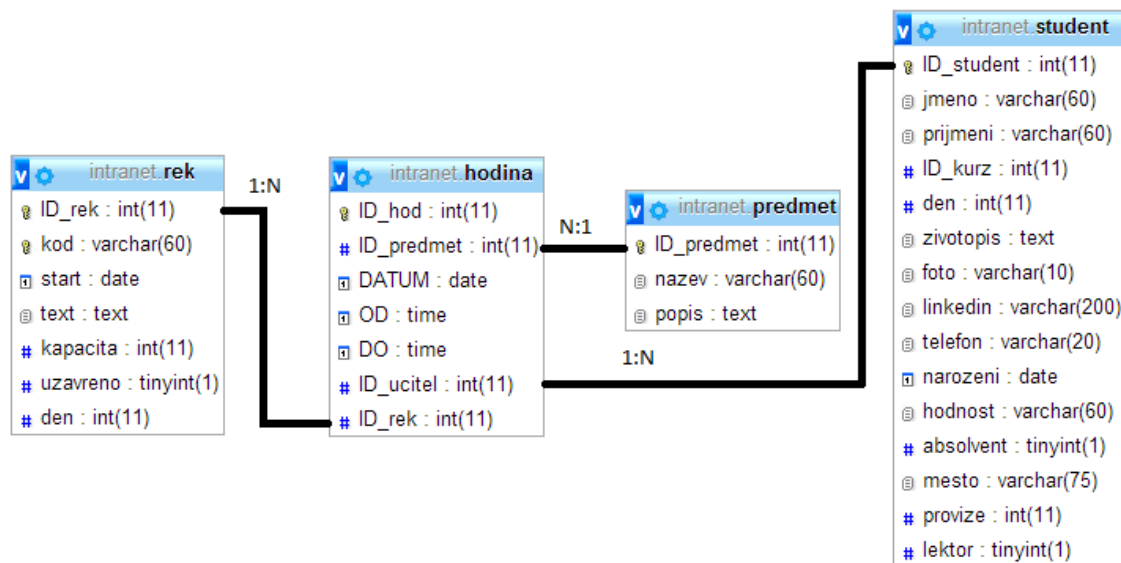 intranet.rek
ID_rek : int(11)
kod : varchar(60)
start : date
text : text
kapacita : int(11)
uzavreno : tinyint(1)
den : int(11)
1:N
intranet.hodina
ID_hod : int(11)
ID_predmet : int(11)
DATUM : date
OD : time
DO : time
ID_ucitel : int(11)
ID_rek : int(11)
N:1
intranet.predmet
ID_predmet : int(11)
nazev : varchar(60)
popis : text
1:N
intranet.student
ID_student : int(11)
jmeno : varchar(60)
prijmeni : varchar(60)
ID_kurz : int(11)
den : int(11)
zivotopis : text
foto : varchar(10)
linkedin : varchar(200)
telefon : varchar(20)
narozeni : date
hodnost : varchar(60)
absolvent : tinyint(1)
mesto : varchar(75)
provize : int(11)
lektor : tinyint(1)